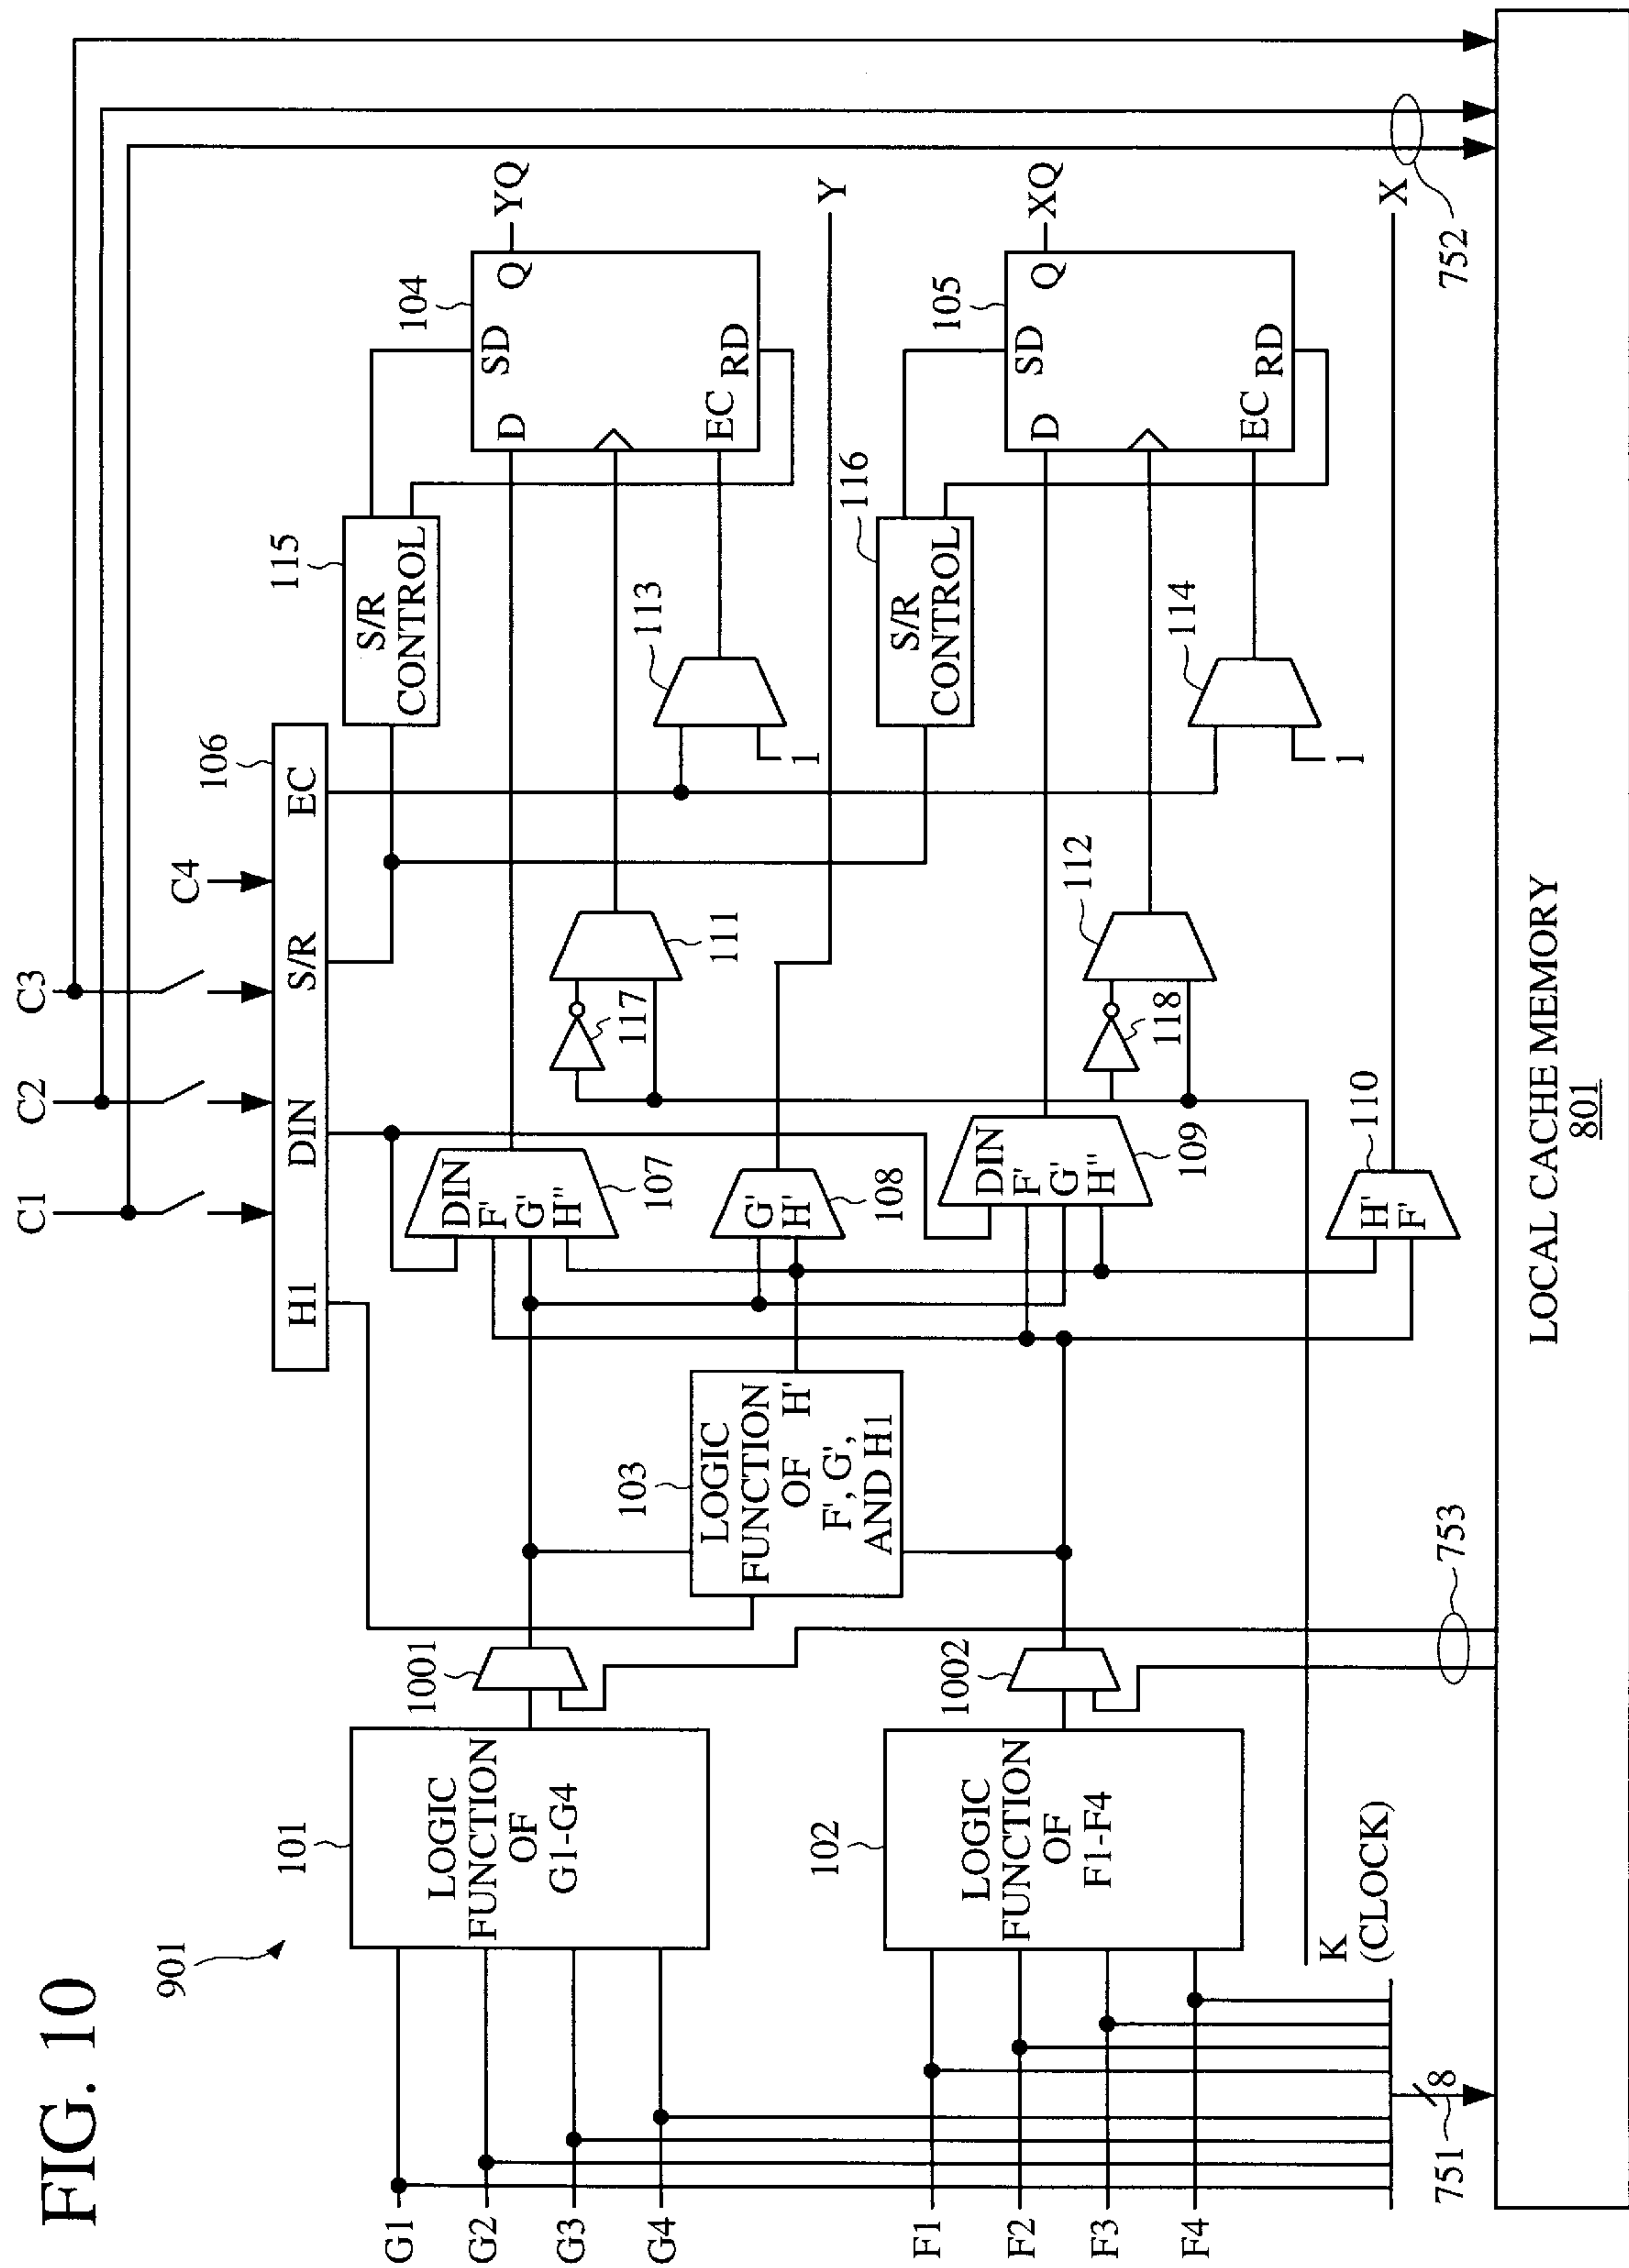 FIG. 10
901
C1
C2
C3
C4
106
H1
DIN
S/R
EC
115
S/R
CONTROL
104
SD
D
Q
YQ
EC
RD
101
LOGIC
FUNCTION
OF
G1-G4
G1
G2
G3
G4
1001
107
DIN
F'
G'
H"
111
117
113
1
Y
103
LOGIC
FUNCTION
OF H'
F', G',
AND H1
108
G'
H'
116
S/R
CONTROL
105
SD
D
Q
XQ
EC
RD
102
LOGIC
FUNCTION
OF
F1-F4
F1
F2
F3
F4
1002
109
DIN
F'
G'
H"
112
118
114
1
K
(CLOCK)
110
H'
F'
X
751
8
753
752
LOCAL CACHE MEMORY
801